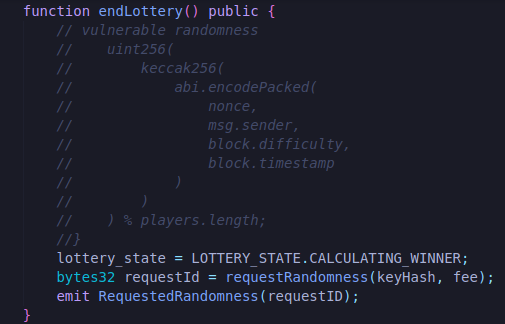 function endLottery() public {
    // vulnerable randomness
    //    uint256(
    //        keccak256(
    //            abi.encodePacked(
    //                nonce,
    //                msg.sender,
    //                block.difficulty,
    //                block.timestamp
    //            )
    //        )
    //    ) % players.length;
    //}
    lottery_state = LOTTERY_STATE.CALCULATING_WINNER;
    bytes32 requestId = requestRandomness(keyHash, fee);
    emit RequestedRandomness(requestID);
}